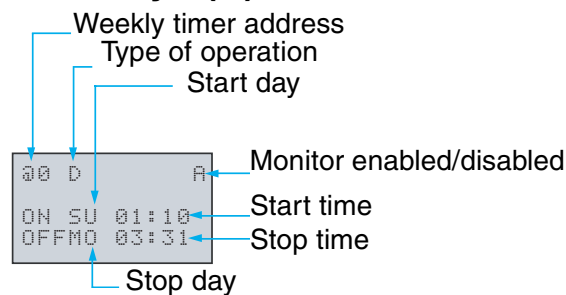 Weekly timer address
Type of operation
Start day
@0 D A
Monitor enabled/disabled
ON SU 01:10
Start time
OFFMO 03:31
Stop time
Stop day